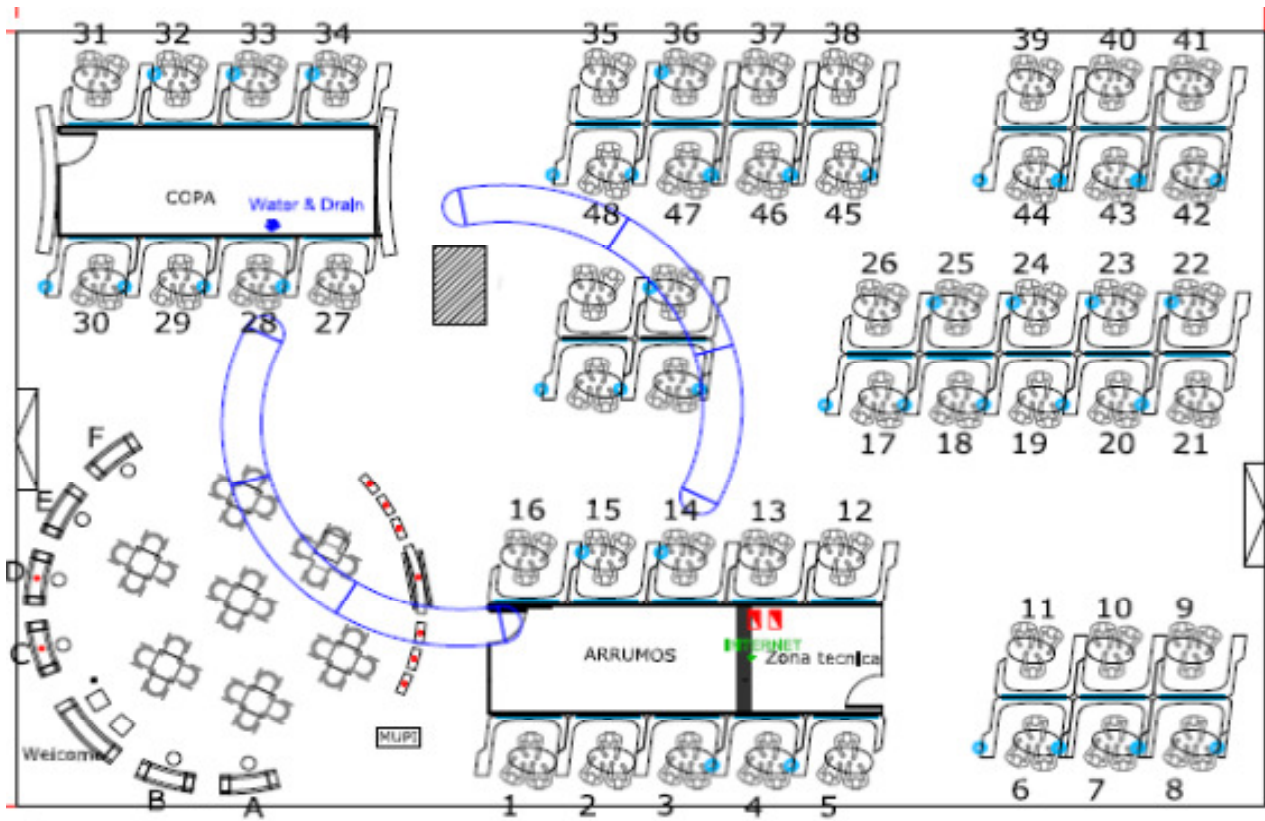 31 32 33 34 35 36 37 38 39 40 41
COPA
Water & Drain
48 47 46 45 44 43 42
30 29 28 27
26 25 24 23 22
17 18 19 20 21
F
E
D
C
16 15 14 13 12
INTERNET
ARRUMOS Zona tecnica
11 10 9
MUPI
Welcome
B A
1 2 3 4 5 6 7 8